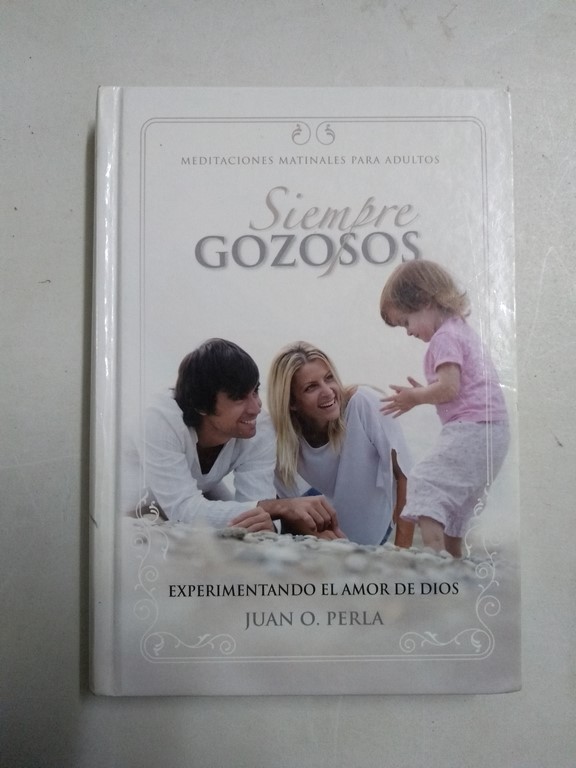 MEDITACIONES MATINALES PARA ADULTOS
Siempre
GOZOSOS
EXPERIMENTANDO EL AMOR DE DIOS
JUAN O. PERLA